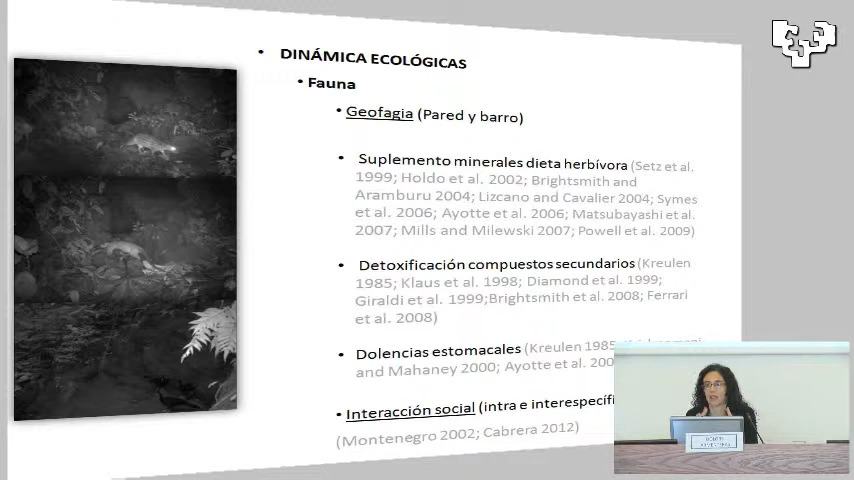 • DINÁMICA ECOLÓGICAS
• Fauna
• Geofagia (Pared y barro)
• Suplemento minerales dieta herbívora (Setz et al.
1999; Holdo et al. 2002; Brightsmith and
Aramburu 2004; Lizcano and Cavalier 2004; Symes
et al. 2006; Ayotte et al. 2006; Matsubayashi et al.
2007; Mills and Milewski 2007; Powell et al. 2009)
• Detoxificación compuestos secundarios (Kreulen
1985; Klaus et al. 1998; Diamond et al. 1999;
Giraldi et al. 1999;Brightsmith et al. 2008; Ferrari
et al. 2008)
• Dolencias estomacales (Kreulen 1985
and Mahaney 2000; Ayotte et al.
• Interacción social (intra e interespecífi
(Montenegro 2002; Cabrera 2012)